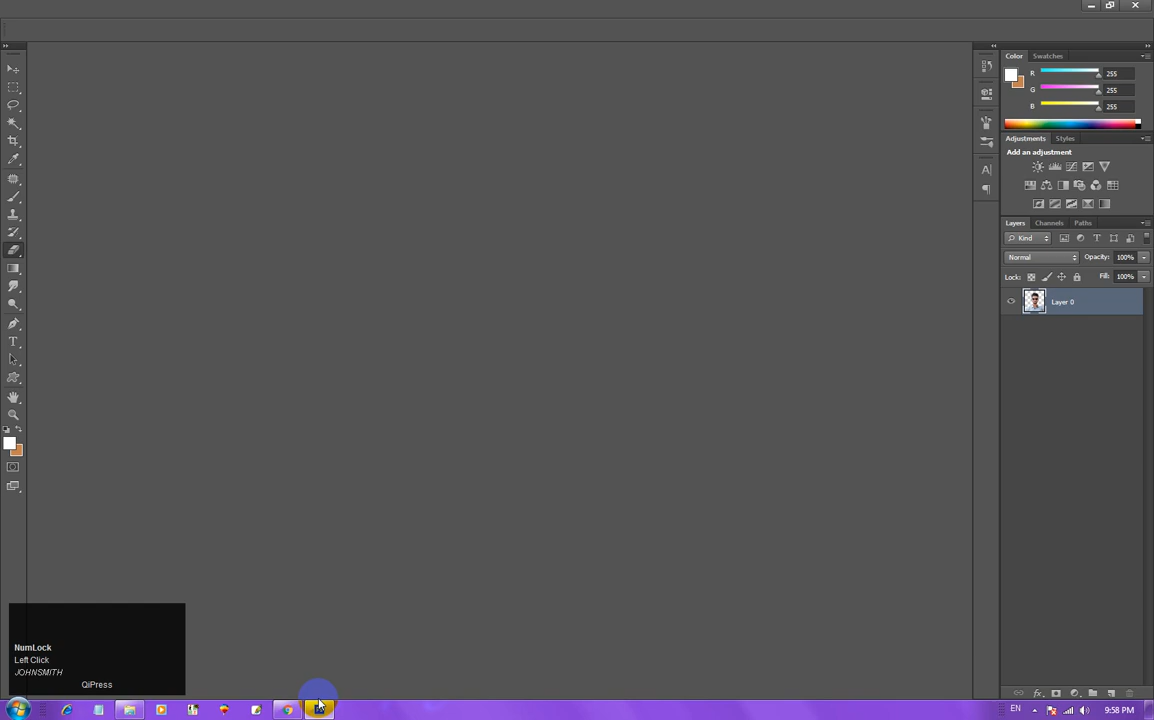 Color Swatches
R 255
G 255
B 255
Adjustments Styles
Add an adjustment
Layers Channels Paths
Kind
Normal Opacity: 100%
Lock: Fill: 100%
Layer 0
T
A
NumLock
Left Click
JOHNSMITH
QiPress
EN 9:58 PM